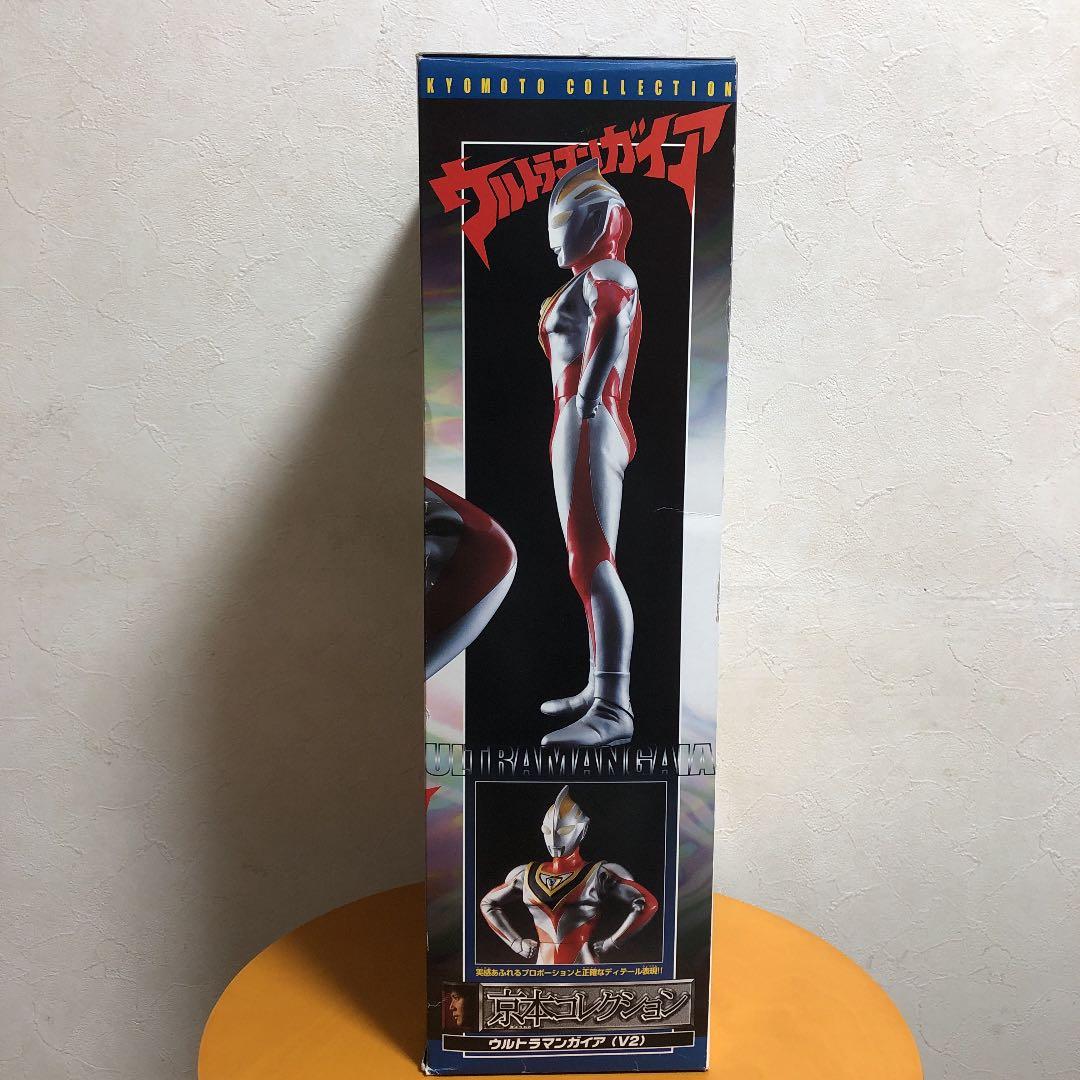 KYOMOTO COLLECTION
ウルトラマンガイア
ULTRAMANGAIA
実感あふれるプロポーションと正確なディテール表現!!
京本コレクション
ウルトラマンガイア（V2）